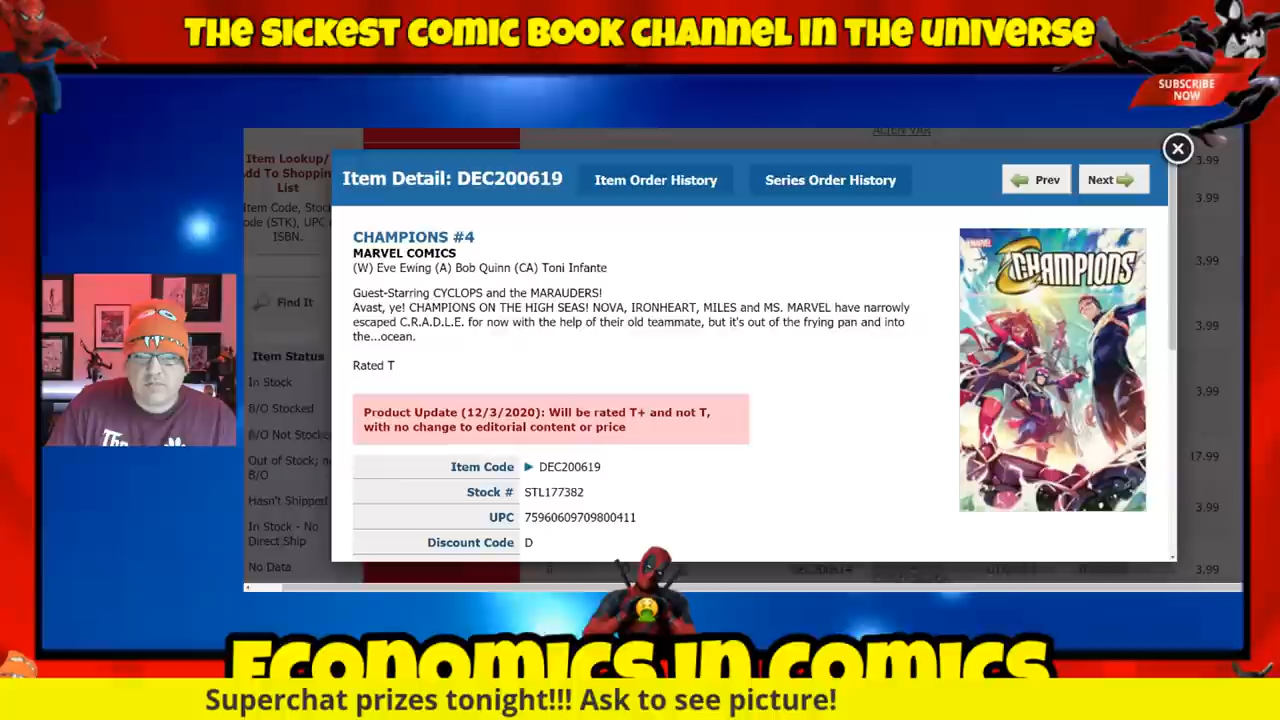 THE SICKEST COMIC BOOK CHANNEL IN THE UNIVERSE
SUBSCRIBE
NOW
ALIEN VAR
Item Lookup/
dd To Shoppin
List
Item Code, Stoc
ode (STK), UPC
ISBN.
Find It
Item Status
In Stock
B/O Stocked
B/O Not Stocke
Out of Stock; n
B/O
Hasn't Shipped
In Stock - No
Direct Ship
No Data
Item Detail: DEC200619
Item Order History
Series Order History
Prev
Next
CHAMPIONS #4
MARVEL COMICS
(W) Eve Ewing (A) Bob Quinn (CA) Toni Infante
Guest-Starring CYCLOPS and the MARAUDERS!
Avast, ye! CHAMPIONS ON THE HIGH SEAS! NOVA, IRONHEART, MILES and MS. MARVEL have narrowly
escaped C.R.A.D.L.E. for now with the help of their old teammate, but it's out of the frying pan and into
the...ocean.
Rated T
Product Update (12/3/2020): Will be rated T+ and not T,
with no change to editorial content or price
Item Code DEC200619
Stock # STL177382
UPC 75960609709800411
Discount Code D
MARVEL
CHAMPIONS
3.99
3.99
3.99
3.99
3.99
17.99
3.99
3.99
ECONOMICS IN COMICS
Superchat prizes tonight!!! Ask to see picture!